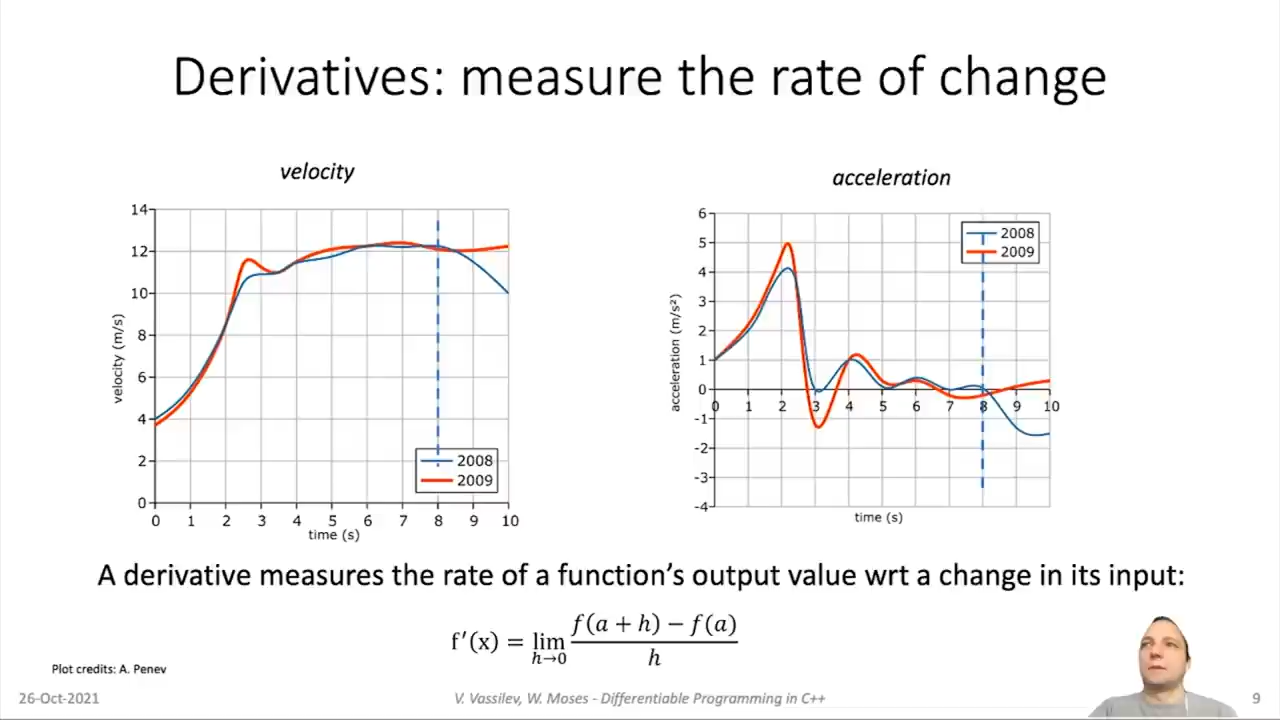 Derivatives: measure the rate of change
velocity
14
12
10
8
6
4
2
0
velocity (m/s)
0 1 2 3 4 5 6 7 8 9 10
time (s)
2008
2009
acceleration
6
5
4
3
2
1
0
-1
-2
-3
-4
acceleration (m/s²)
0 1 2 3 4 5 6 7 8 9 10
time (s)
2008
2009
A derivative measures the rate of a function’s output value wrt a change in its input:
f′(x) = lim h→0 f(a + h) − f(a) / h
Plot credits: A. Penev
26-Oct-2021
V. Vassilev, W. Moses - Differentiable Programming in C++
9